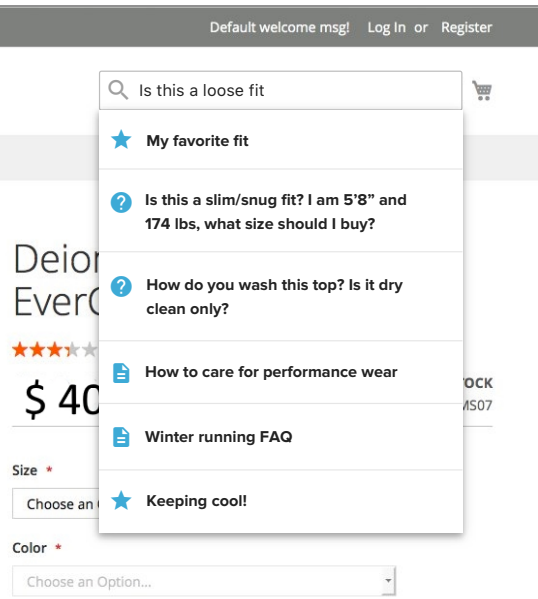 Default welcome msg! Log In or Register
Is this a loose fit
My favorite fit
Is this a slim/snug fit? I am 5’8” and
174 lbs, what size should I buy?
How do you wash this top? Is it dry
clean only?
How to care for performance wear
Winter running FAQ
Keeping cool!
$ 40
MS07
Size *
Choose an
Color *
Choose an Option...